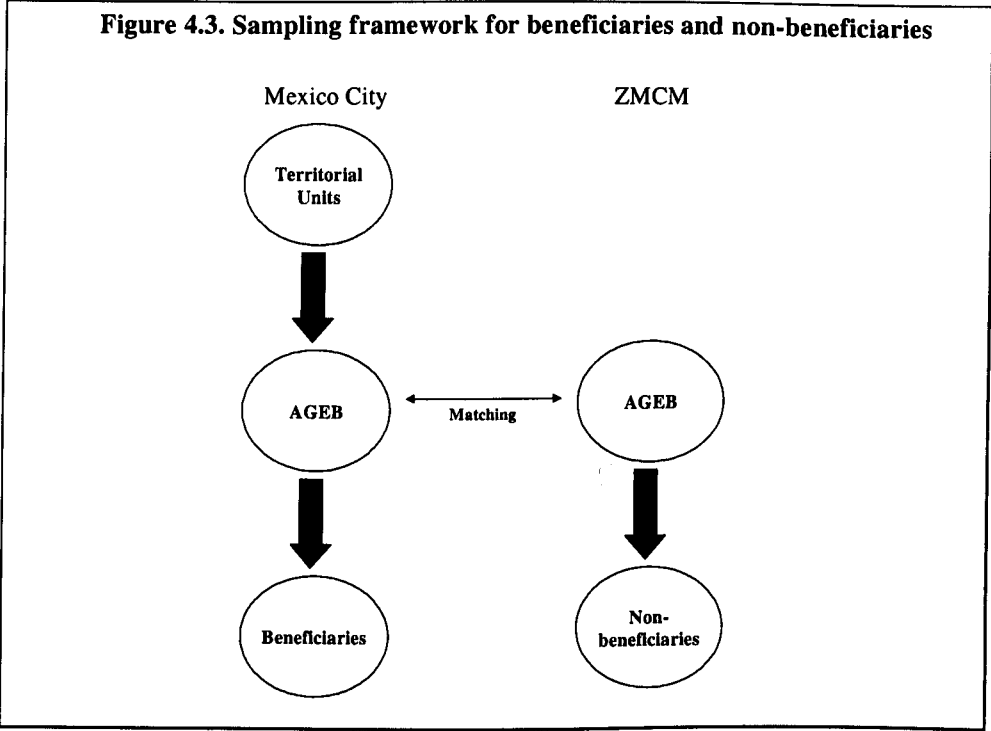 Figure 4.3. Sampling framework for beneficiaries and non-beneficiaries
Mexico City
ZMCM
Territorial
Units
AGEB
Matching
AGEB
Beneficiaries
Non-
beneficiaries